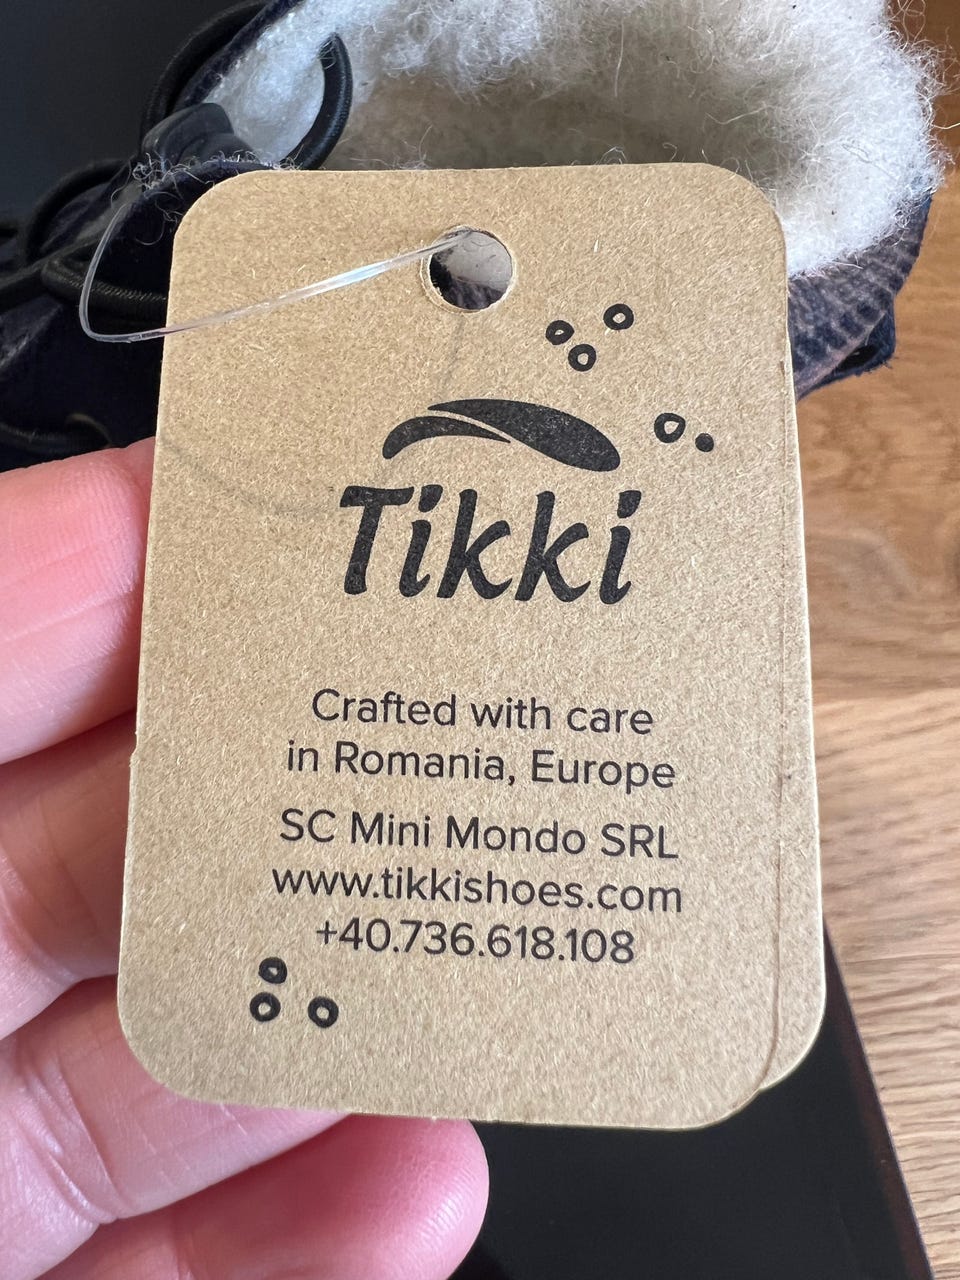 Tikki
Crafted with care
in Romania, Europe
SC Mini Mondo SRL
www.tikkishoes.com
+40.736.618.108